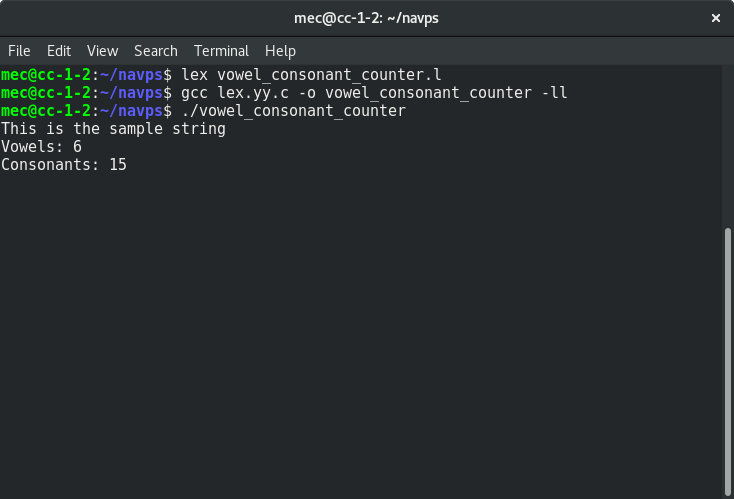 mec@cc-1-2: ~/navps ×
File Edit View Search Terminal Help
mec@cc-1-2:~/navps$ lex vowel_consonant_counter.l
mec@cc-1-2:~/navps$ gcc lex.yy.c -o vowel_consonant_counter -ll
mec@cc-1-2:~/navps$ ./vowel_consonant_counter
This is the sample string
Vowels: 6
Consonants: 15